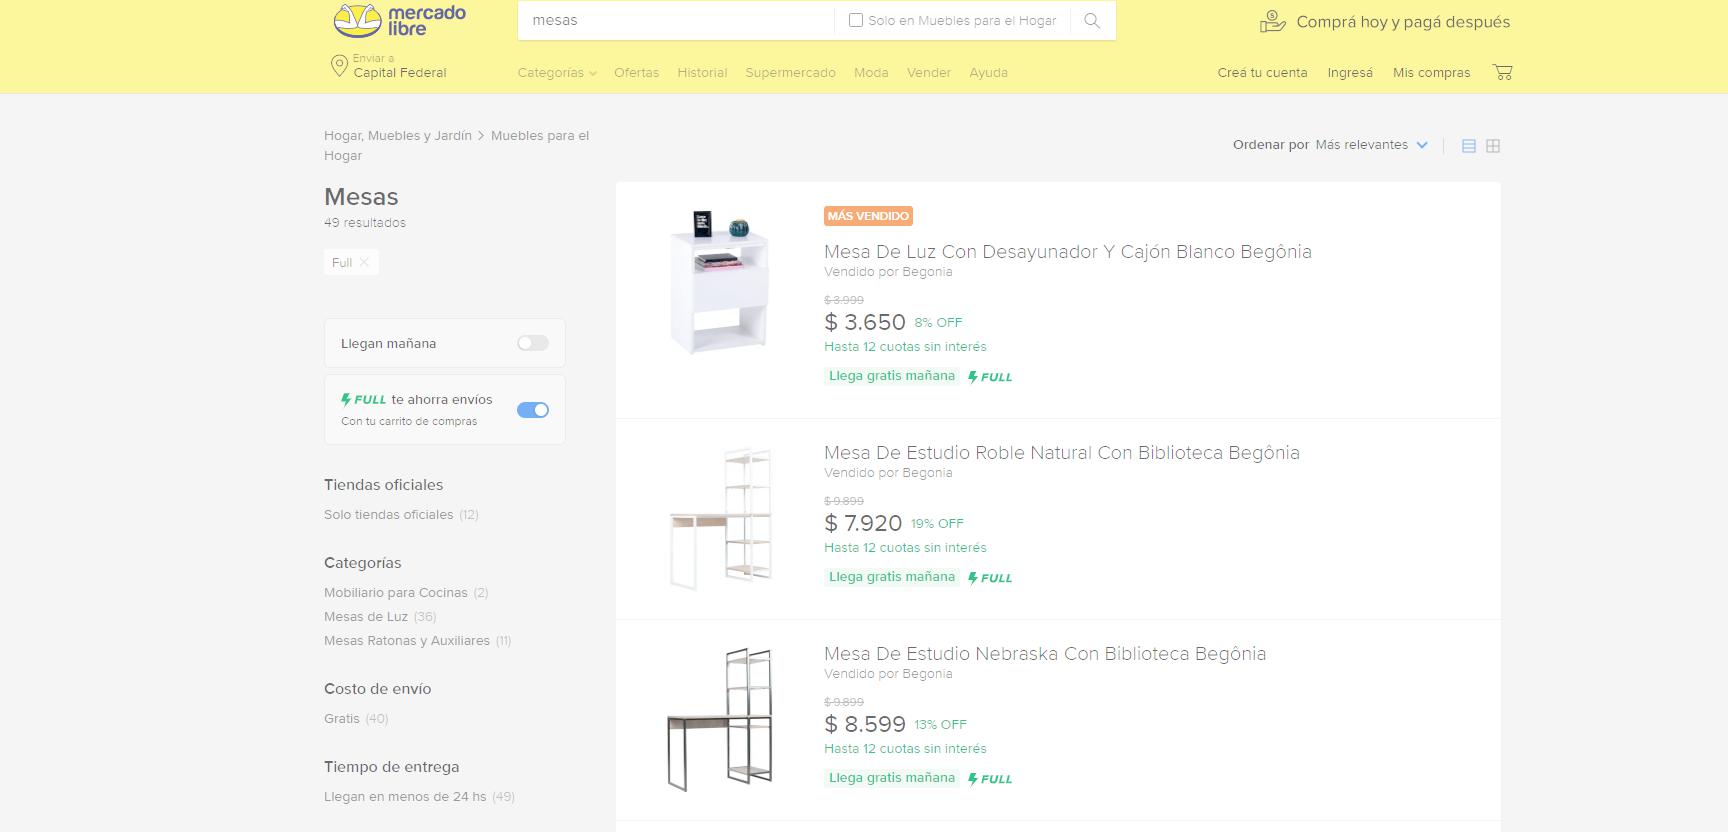 mercado
libre
mesas
Solo en Muebles para el Hogar
Comprá hoy y pagá después
Enviar a
Capital Federal
Categorías
Ofertas
Historial
Supermercado
Moda
Vender
Ayuda
Creá tu cuenta
Ingresá
Mis compras
Hogar, Muebles y Jardín > Muebles para el
Hogar
Ordenar por Más relevantes
Mesas
49 resultados
Full
Llegan mañana
FULL te ahorra envíos
Con tu carrito de compras
Tiendas oficiales
Solo tiendas oficiales (12)
Categorías
Mobiliario para Cocinas (2)
Mesas de Luz (36)
Mesas Ratonas y Auxiliares (11)
Costo de envío
Gratis (40)
Tiempo de entrega
Llegan en menos de 24 hs (49)
MÁS VENDIDO
Mesa De Luz Con Desayunador Y Cajón Blanco Begônia
Vendido por Begonia
$ 3.999
$ 3.650 8% OFF
Hasta 12 cuotas sin interés
Llega gratis mañana FULL
Mesa De Estudio Roble Natural Con Biblioteca Begônia
Vendido por Begonia
$ 9.899
$ 7.920 19% OFF
Hasta 12 cuotas sin interés
Llega gratis mañana FULL
Mesa De Estudio Nebraska Con Biblioteca Begônia
Vendido por Begonia
$ 9.899
$ 8.599 13% OFF
Hasta 12 cuotas sin interés
Llega gratis mañana FULL